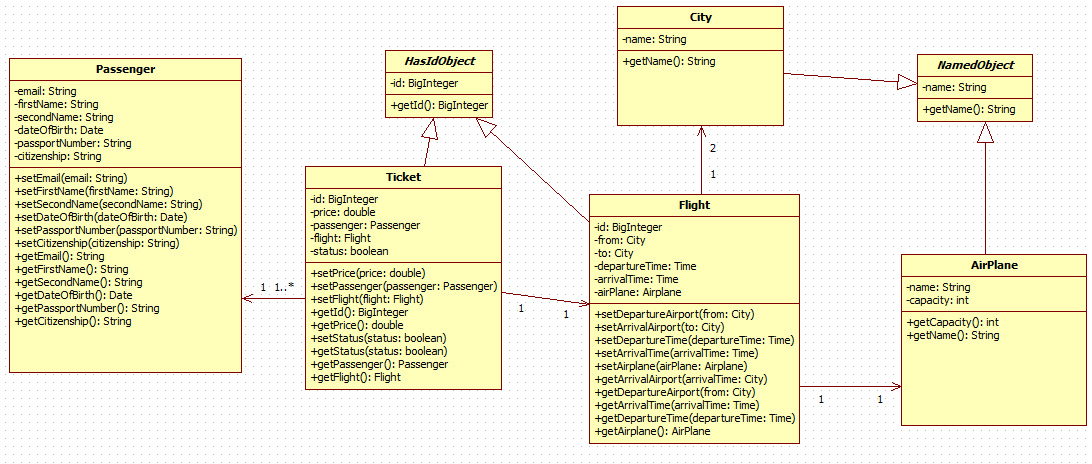 Passenger
-email: String
-firstName: String
-secondName: String
-dateOfBirth: Date
-passportNumber: String
-citizenship: String
+setEmail(email: String)
+setFirstName(firstName: String)
+setSecondName(secondName: String)
+setDateOfBirth(dateOfBirth: Date)
+setPassportNumber(passportNumber: String)
+setCitizenship(citizenship: String)
+getEmail(): String
+getFirstName(): String
+getSecondName(): String
+getDateOfBirth(): Date
+getPassportNumber(): String
+getCitizenship(): String
1 1..*
HasIdObject
-id: BigInteger
+getId(): BigInteger
Ticket
-id: BigInteger
-price: double
-passenger: Passenger
-flight: Flight
-status: boolean
+setPrice(price: double)
+setPassenger(passenger: Passenger)
+setFlight(flight: Flight)
+getId(): BigInteger
+getPrice(): double
+setStatus(status: boolean)
+getStatus(status: boolean)
+getPassenger(): Passenger
+getFlight(): Flight
1 1
City
-name: String
+getName(): String
2
1
Flight
-id: BigInteger
-from: City
-to: City
-departureTime: Time
-arrivalTime: Time
-airPlane: Airplane
+setDepartureAirport(from: City)
+setArrivalAirport(to: City)
+setDepartureTime(departureTime: Time)
+setArrivalTime(arrivalTime: Time)
+setAirplane(airPlane: Airplane)
+getArrivalAirport(arrivalTime: City)
+getDepartureAirport(from: City)
+getArrivalTime(arrivalTime: Time)
+getDepartureTime(departureTime: Time)
+getAirplane(): AirPlane
1 1
NamedObject
-name: String
+getName(): String
AirPlane
-name: String
-capacity: int
+getCapacity(): int
+getName(): String